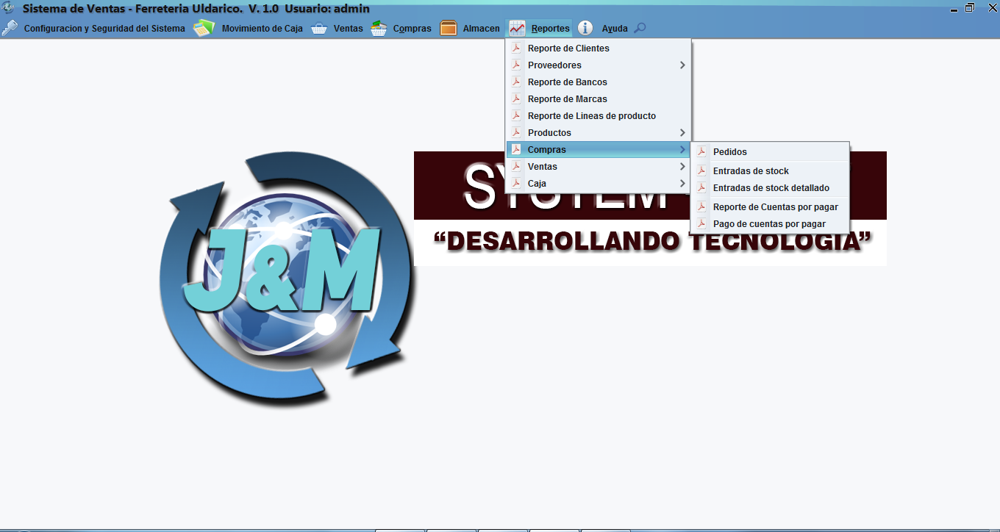 Sistema de Ventas - Ferreteria Uldarico. V. 1.0 Usuario: admin
Configuracion y Seguridad del Sistema Movimiento de Caja Ventas Compras Almacen Reportes Ayuda
Reporte de Clientes
Proveedores
Reporte de Bancos
Reporte de Marcas
Reporte de Lineas de producto
Productos
Compras
Ventas
Caja
Pedidos
Entradas de stock
Entradas de stock detallado
Reporte de Cuentas por pagar
Pago de cuentas por pagar
J&M
SYSTEM
“DESARROLLANDO TECNOLOGIA”